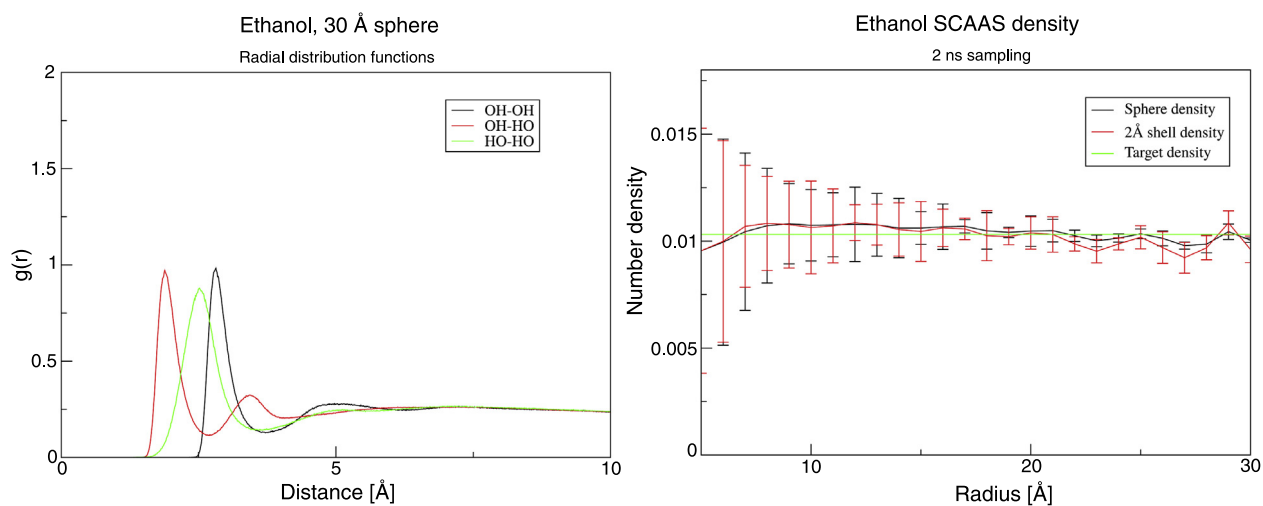 Ethanol, 30 Å sphere
Radial distribution functions
2
1.5
1
0.5
0
g(r)
OH-OH
OH-HO
HO-HO
0
5
10
Distance [Å]
Ethanol SCAAS density
2 ns sampling
0.015
0.01
0.005
0
Number density
Sphere density
2Å shell density
Target density
10
20
30
Radius [Å]